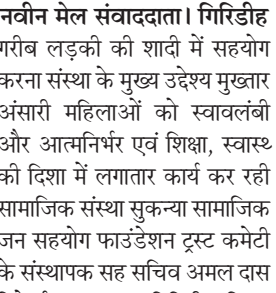 नवीन मेल संवाददाता। गिरिडीह
गरीब लड़की की शादी में सहयोग
करना संस्था के मुख्य उद्देश्य मुख्तार
अंसारी महिलाओं को स्वावलंबी
और आत्मनिर्भर एवं शिक्षा, स्वास्थ
की दिशा में लगातार कार्य कर रही
सामाजिक संस्था सुकन्या सामाजिक
जन सहयोग फाउंडेशन ट्रस्ट कमेटी
के संस्थापक सह सचिव अमल दास